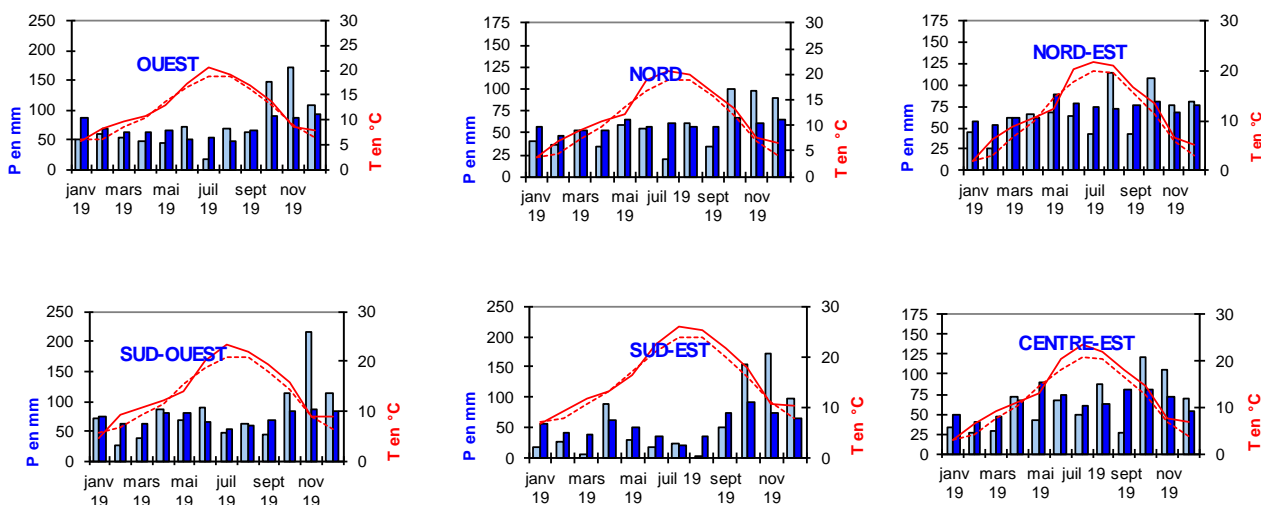 OUEST
P en mm
250
200
150
100
50
0
30
25
20
15
10
5
0
T en °C
janv mars mai juil sept nov
19 19 19 19 19 19
NORD
P en mm
175
150
125
100
75
50
25
0
30
25
20
15
10
5
0
T en °C
janv mars mai juil 19 sept nov
19 19 19 19 19
NORD-EST
P en mm
175
150
125
100
75
50
25
0
30
20
10
0
T en °C
janv mars mai juil sept nov
19 19 19 19 19 19
SUD-OUEST
P en mm
250
200
150
100
50
0
30
20
10
0
T en °C
janv mars mai juil sept nov
19 19 19 19 19 19
SUD-EST
P en mm
250
200
150
100
50
0
30
20
10
0
T en °C
janv mars mai juil 19 sept nov
19 19 19 19 19
CENTRE-EST
P en mm
175
150
125
100
75
50
25
0
30
20
10
0
T en °C
janv mars mai juil 19 sept nov
19 19 19 19 19